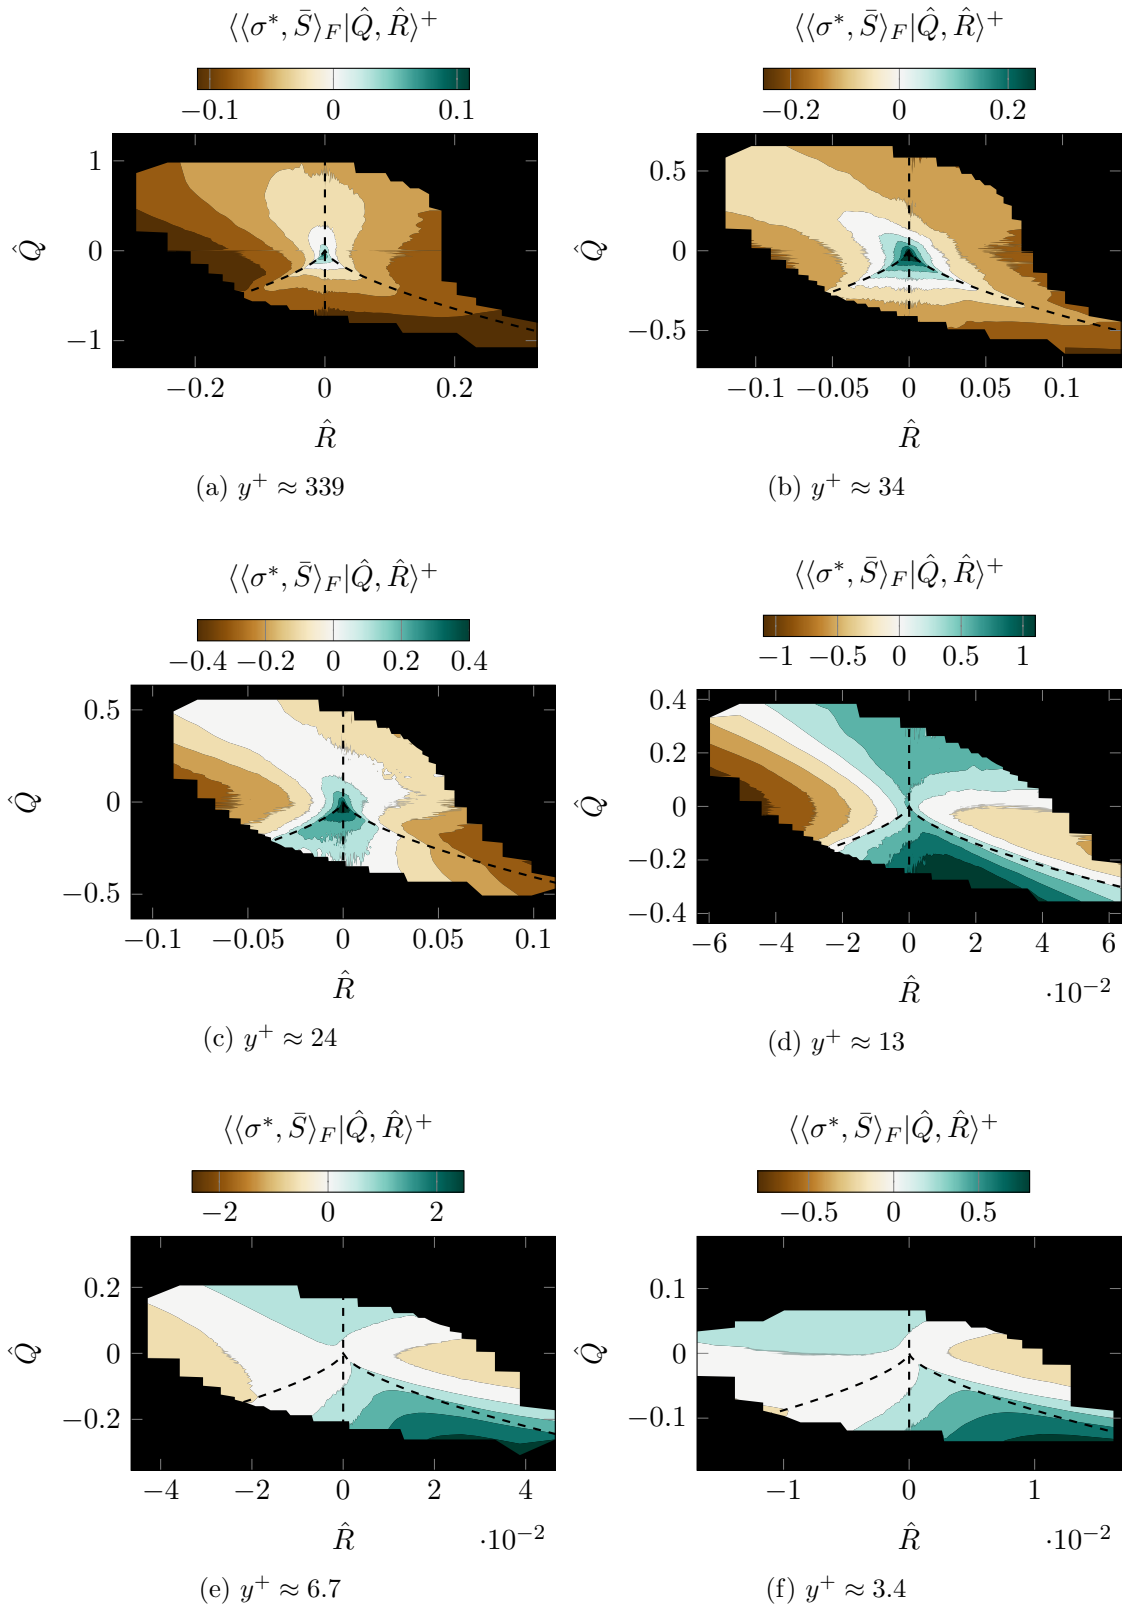 ⟨⟨σ*, S̄⟩_F|Q̂, R̂⟩⁺ ⟨⟨σ*, S̄⟩_F|Q̂, R̂⟩⁺
−0.1 0 0.1 −0.2 0 0.2
1 0 −1 0.5 0 −0.5
Q̂ Q̂
−0.2 0 0.2 −0.1 −0.05 0 0.05 0.1
R̂ R̂
(a) y⁺ ≈ 339 (b) y⁺ ≈ 34
⟨⟨σ*, S̄⟩_F|Q̂, R̂⟩⁺ ⟨⟨σ*, S̄⟩_F|Q̂, R̂⟩⁺
−0.4 −0.2 0 0.2 0.4 −1 −0.5 0 0.5 1
0.5 0 −0.5 0.4 0.2 0 −0.2 −0.4
Q̂ Q̂
−0.1 −0.05 0 0.05 0.1 −6 −4 −2 0 2 4 6
R̂ R̂ ·10⁻²
(c) y⁺ ≈ 24 (d) y⁺ ≈ 13
⟨⟨σ*, S̄⟩_F|Q̂, R̂⟩⁺ ⟨⟨σ*, S̄⟩_F|Q̂, R̂⟩⁺
−2 0 2 −0.5 0 0.5
0.2 0 −0.2 0.1 0 −0.1
Q̂ Q̂
−4 −2 0 2 4 −1 0 1
R̂ ·10⁻² R̂ ·10⁻²
(e) y⁺ ≈ 6.7 (f) y⁺ ≈ 3.4